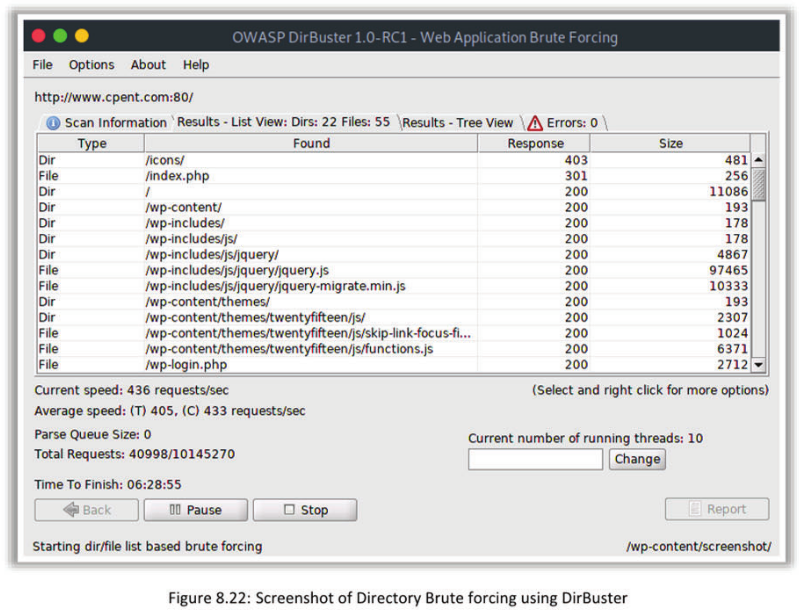 OWASP DirBuster 1.0-RC1 - Web Application Brute Forcing
File Options About Help
http://www.cpent.com:80/
Scan Information Results - List View: Dirs: 22 Files: 55 Results - Tree View Errors: 0
Type Found Response Size
Dir /icons/ 403 481
File /index.php 301 256
Dir / 200 11086
Dir /wp-content/ 200 193
Dir /wp-includes/ 200 178
Dir /wp-includes/js/ 200 178
Dir /wp-includes/js/jquery/ 200 4867
File /wp-includes/js/jquery/jquery.js 200 97465
File /wp-includes/js/jquery/jquery-migrate.min.js 200 10333
Dir /wp-content/themes/ 200 193
Dir /wp-content/themes/twentyfifteen/js/ 200 2307
File /wp-content/themes/twentyfifteen/js/skip-link-focus-fi... 200 1024
File /wp-content/themes/twentyfifteen/js/functions.js 200 6371
File /wp-login.php 200 2712
Current speed: 436 requests/sec (Select and right click for more options)
Average speed: (T) 405, (C) 433 requests/sec
Parse Queue Size: 0
Current number of running threads: 10
Total Requests: 40998/10145270
Change
Time To Finish: 06:28:55
Back Pause Stop Report
Starting dir/file list based brute forcing /wp-content/screenshot/
Figure 8.22: Screenshot of Directory Brute forcing using DirBuster